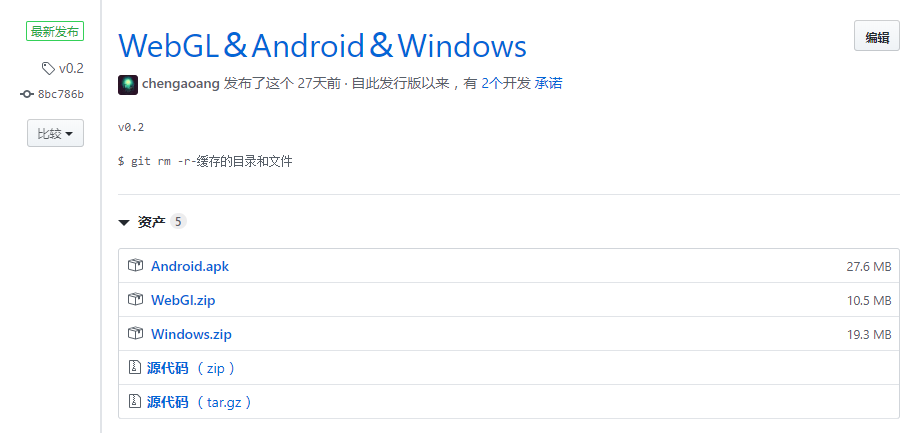 最新发布
v0.2
8bc786b
比较
WebGL＆Android＆Windows
编辑
chengaoang 发布了这个 27天前 · 自此发行版以来，有 2个开发 承诺
v0.2
$ git rm -r-缓存的目录和文件
资产 5
Android.apk 27.6 MB
WebGl.zip 10.5 MB
Windows.zip 19.3 MB
源代码 （ zip ）
源代码 （ tar.gz ）